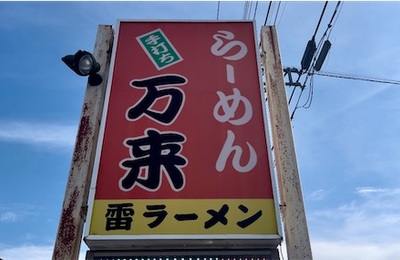 らーめん
手打ち
万来
雷ラーメン